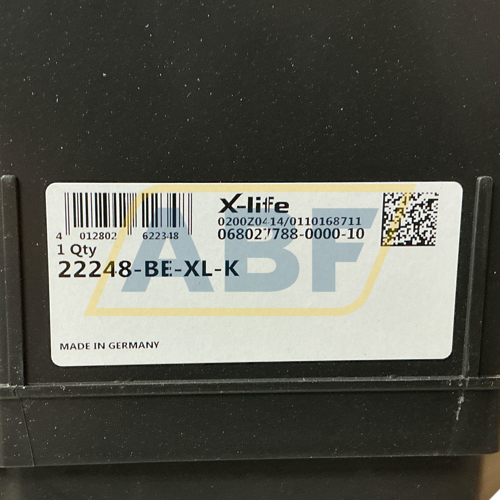 X-life
0200Z0414/0110168711
068027788-0000-10
4 012802 622348
1 Qty
22248-BE-XL-K
MADE IN GERMANY
ABF